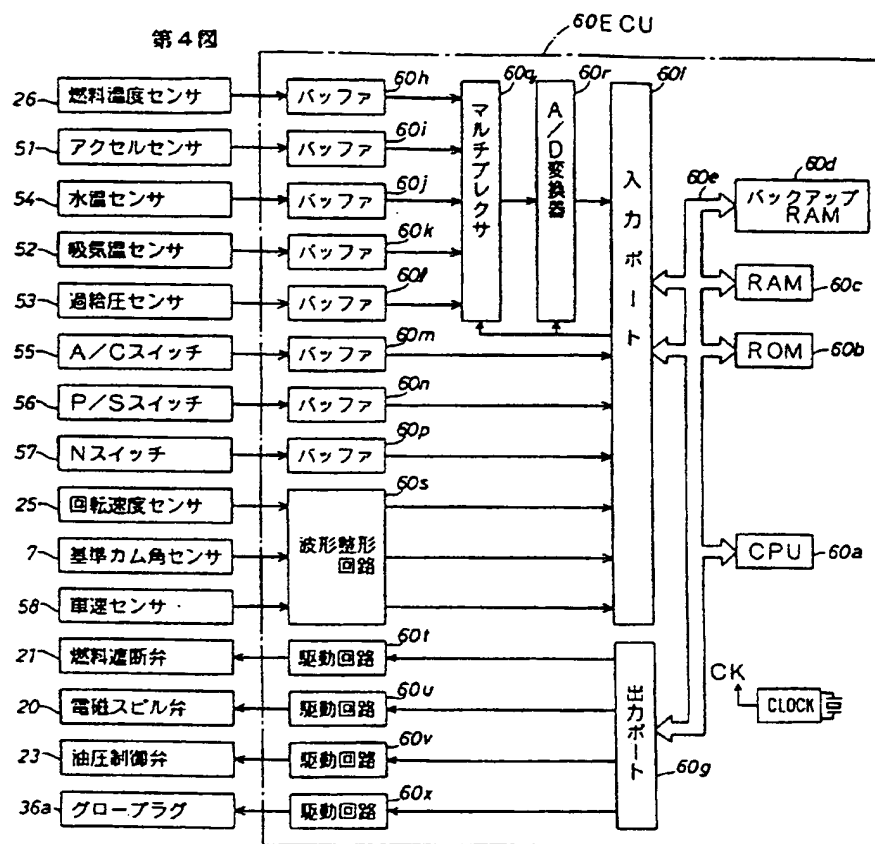 第4図
60ECU
26
燃料温度センサ
バッファ
60h
51
アクセルセンサ
バッファ
60i
54
水温センサ
バッファ
60j
52
吸気温センサ
バッファ
60k
53
過給圧センサ
バッファ
60l
55
A/Cスイッチ
バッファ
60m
56
P/Sスイッチ
バッファ
60n
57
Nスイッチ
バッファ
60p
25
回転速度センサ
7
基準カム角センサ
58
車速センサ
波形整形
回路
60s
マルチプレクサ
60q
A/D変換器
60r
入力ポート
60f
60e
バックアップ
RAM
60d
RAM
60c
ROM
60b
CPU
60a
CK
CLOCK
21
燃料遮断弁
駆動回路
60t
20
電磁スピル弁
駆動回路
60u
23
油圧制御弁
駆動回路
60v
36a
グロープラグ
駆動回路
60x
出力ポート
60g